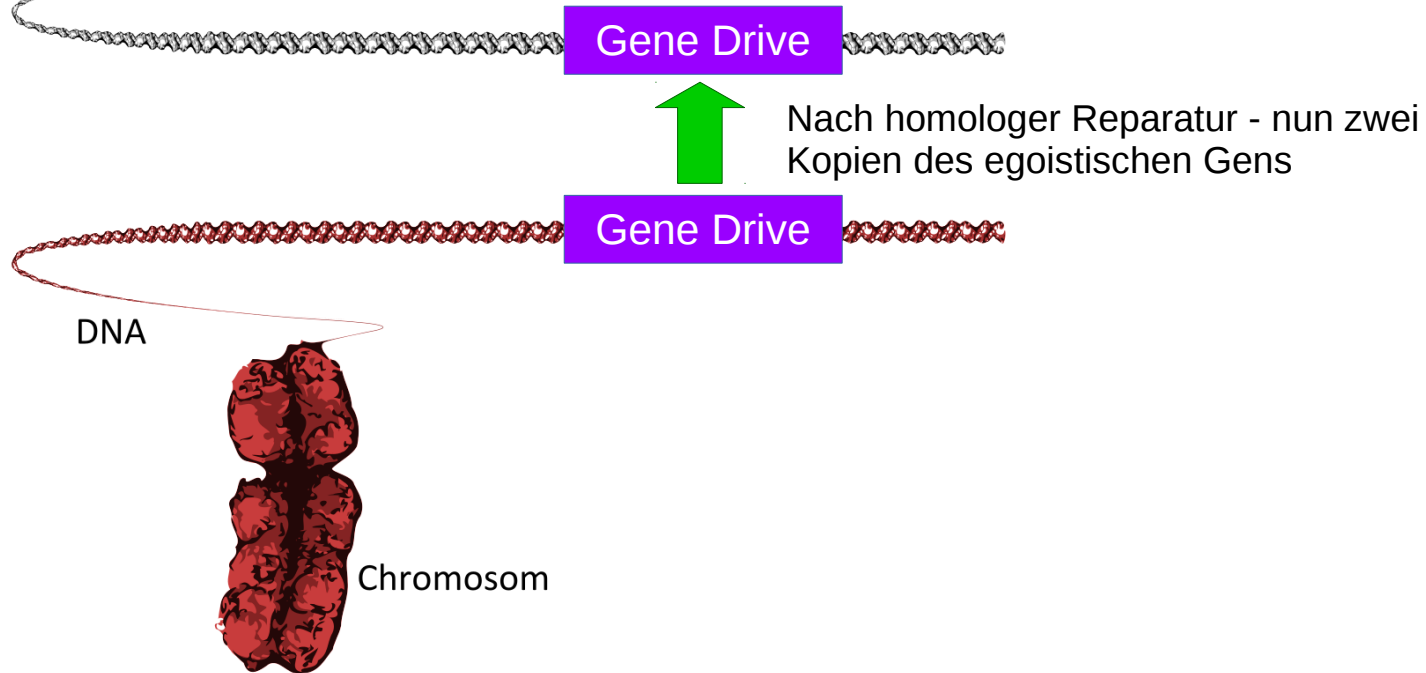 Gene Drive
Nach homologer Reparatur - nun zwei
Kopien des egoistischen Gens
Gene Drive
DNA
Chromosom